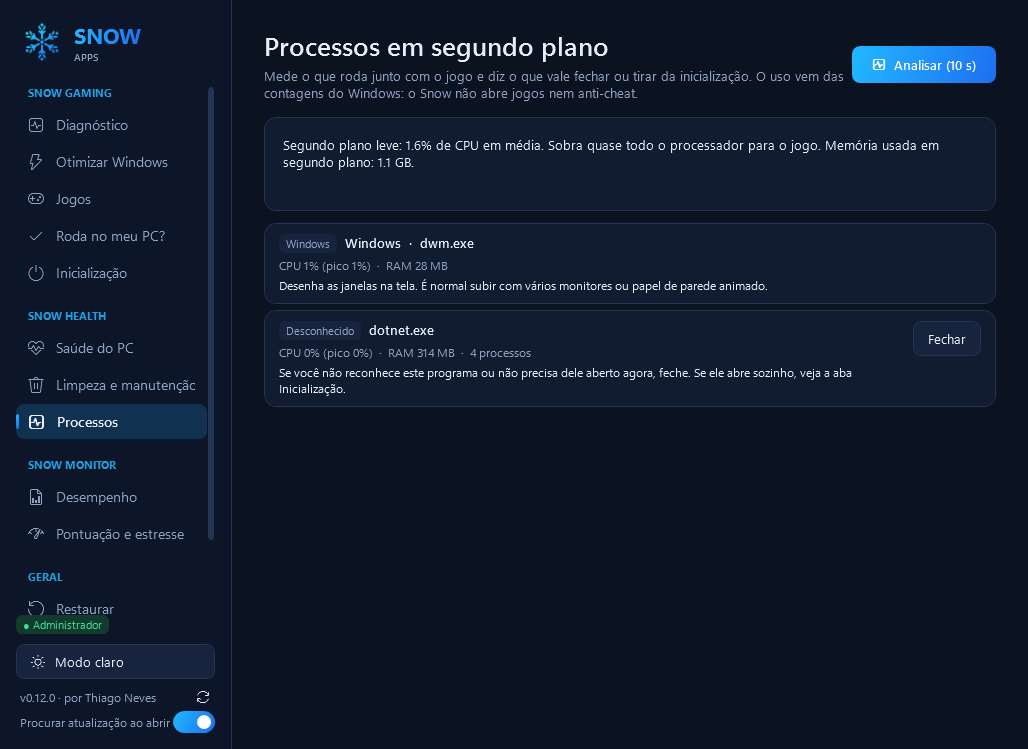 SNOW
APPS
SNOW GAMING
Diagnóstico
Otimizar Windows
Jogos
Roda no meu PC?
Inicialização
SNOW HEALTH
Saúde do PC
Limpeza e manutenção
Processos
SNOW MONITOR
Desempenho
Pontuação e estresse
GERAL
Restaurar
Administrador
Modo claro
v0.12.0 · por Thiago Neves
Procurar atualização ao abrir
Processos em segundo plano
Mede o que roda junto com o jogo e diz o que vale fechar ou tirar da inicialização. O uso vem das
contagens do Windows: o Snow não abre jogos nem anti-cheat.
Analisar (10 s)
Segundo plano leve: 1.6% de CPU em média. Sobra quase todo o processador para o jogo. Memória usada em
segundo plano: 1.1 GB.
Windows Windows · dwm.exe
CPU 1% (pico 1%) · RAM 28 MB
Desenha as janelas na tela. É normal subir com vários monitores ou papel de parede animado.
Desconhecido dotnet.exe
CPU 0% (pico 0%) · RAM 314 MB · 4 processos
Se você não reconhece este programa ou não precisa dele aberto agora, feche. Se ele abre sozinho, veja a aba
Inicialização.
Fechar